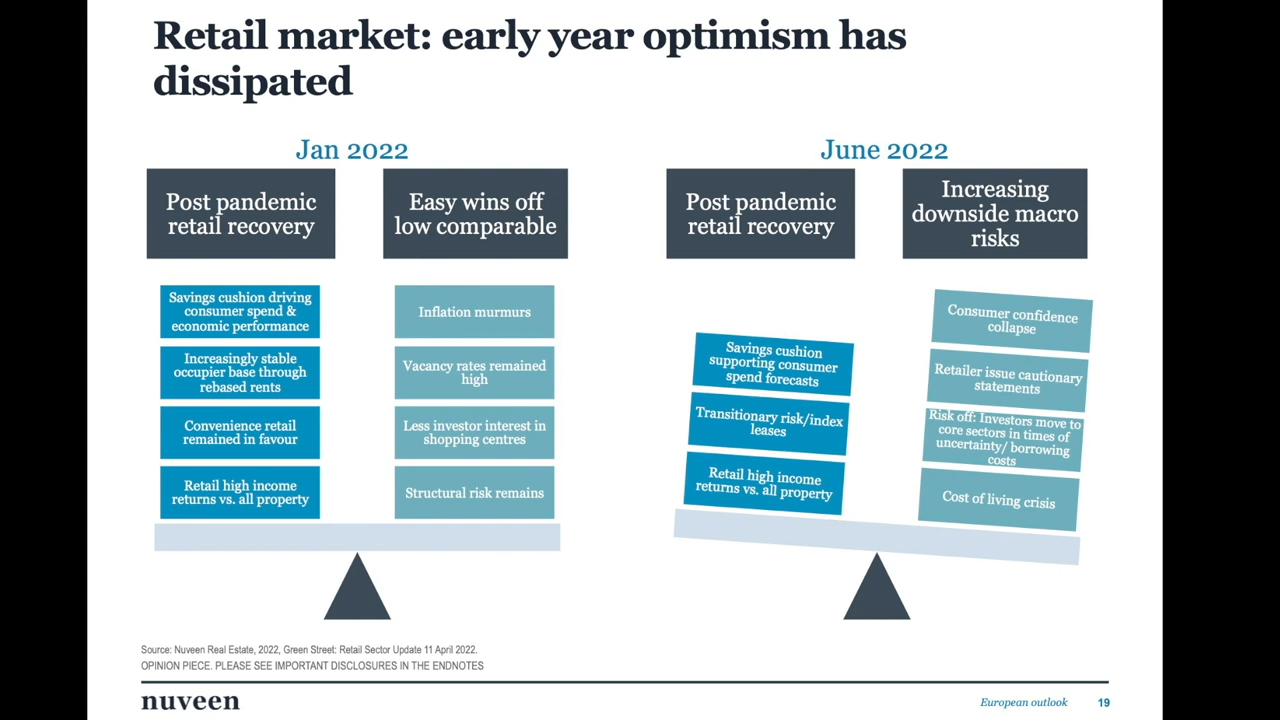 Retail market: early year optimism has
dissipated
Jan 2022
Post pandemic
retail recovery
Easy wins off
low comparable
Savings cushion driving
consumer spend &
economic performance
Increasingly stable
occupier base through
rebased rents
Convenience retail
remained in favour
Retail high income
returns vs. all property
Inflation murmurs
Vacancy rates remained
high
Less investor interest in
shopping centres
Structural risk remains
June 2022
Post pandemic
retail recovery
Increasing
downside macro
risks
Savings cushion
supporting consumer
spend forecasts
Transitionary risk/index
leases
Retail high income
returns vs. all property
Consumer confidence
collapse
Retailer issue cautionary
statements
Risk off: Investors move to
core sectors in times of
uncertainty/ borrowing
costs
Cost of living crisis
Source: Nuveen Real Estate, 2022, Green Street: Retail Sector Update 11 April 2022.
OPINION PIECE. PLEASE SEE IMPORTANT DISCLOSURES IN THE ENDNOTES
nuveen
European outlook 19